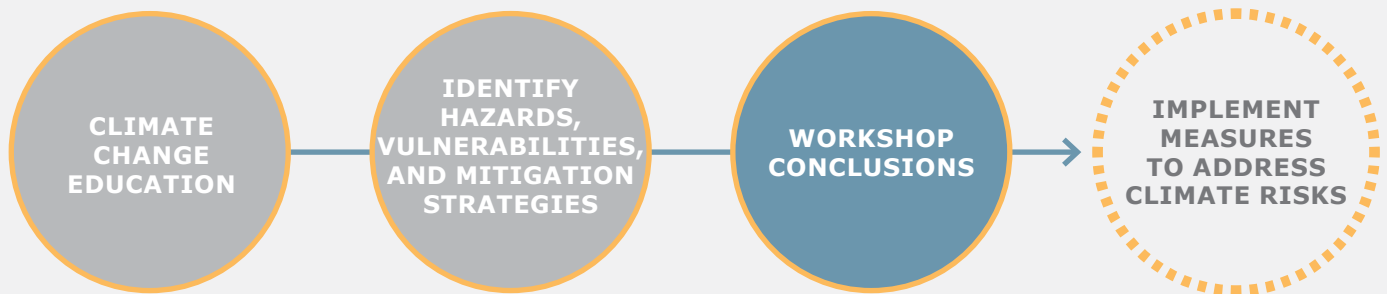 CLIMATE
CHANGE
EDUCATION
IDENTIFY
HAZARDS,
VULNERABILITIES,
AND MITIGATION
STRATEGIES
WORKSHOP
CONCLUSIONS
IMPLEMENT
MEASURES
TO ADDRESS
CLIMATE RISKS